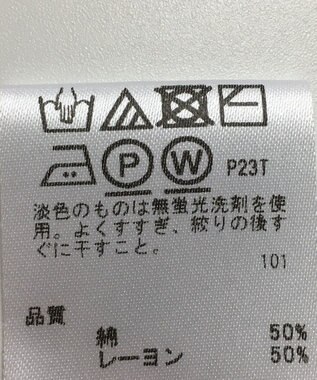 P W P23T
淡色のものは無蛍光洗剤を使
用。よくすすぎ、絞りの後す
ぐに干すこと。
101
品質
綿 50%
レーヨン 50%